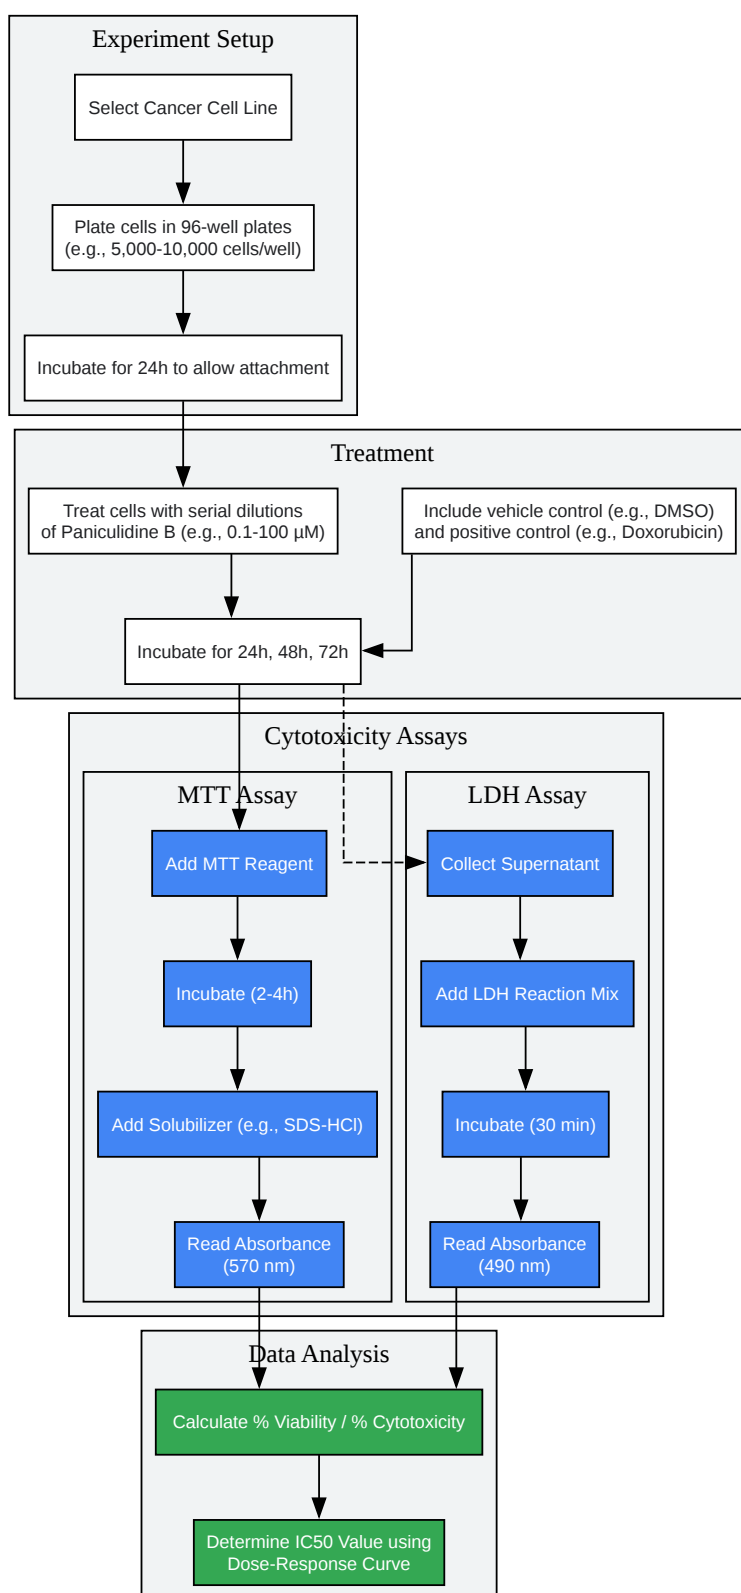 Experiment Setup
Select Cancer Cell Line
Plate cells in 96-well plates
(e.g., 5,000-10,000 cells/well)
Incubate for 24h to allow attachment
Treatment
Treat cells with serial dilutions
of Paniculidine B (e.g., 0.1-100 µM)
Include vehicle control (e.g., DMSO)
and positive control (e.g., Doxorubicin)
Incubate for 24h, 48h, 72h
Cytotoxicity Assays
MTT Assay
Add MTT Reagent
Incubate (2-4h)
Add Solubilizer (e.g., SDS-HCl)
Read Absorbance
(570 nm)
LDH Assay
Collect Supernatant
Add LDH Reaction Mix
Incubate (30 min)
Read Absorbance
(490 nm)
Data Analysis
Calculate % Viability / % Cytotoxicity
Determine IC50 Value using
Dose-Response Curve